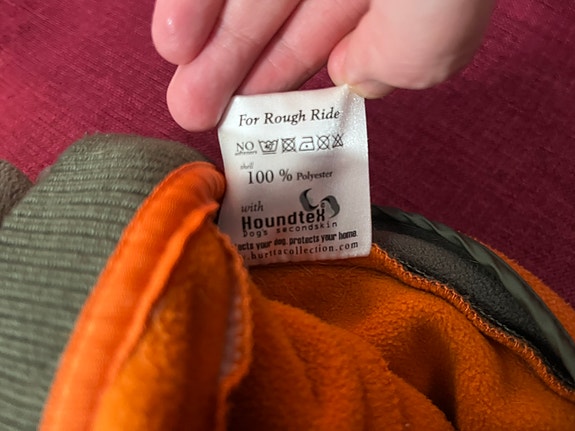 For Rough Ride
NO
shell
100 % Polyester
with
Houndtex
Dogs secondskin
tects your dog, protects your home.
.hurttacollection.com